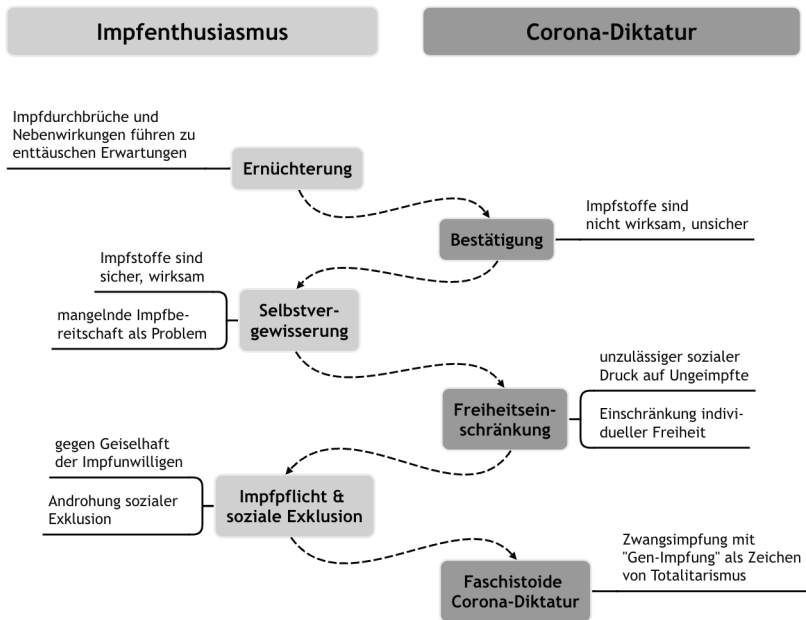 Impfenthusiasmus
Corona-Diktatur
Impfdurchbrüche und
Nebenwirkungen führen zu
enttäuschen Erwartungen
Ernüchterung
Impfstoffe sind
nicht wirksam, unsicher
Bestätigung
Impfstoffe sind
sicher, wirksam
mangelnde Impfbe-
reitschaft als Problem
Selbstver-
gewisserung
unzulässiger sozialer
Druck auf Ungeimpfte
Einschränkung indivi-
dueller Freiheit
Freiheitsein-
schränkung
gegen Geiselhaft
der Impfunwilligen
Androhung sozialer
Exklusion
Impfpflicht &
soziale Exklusion
Zwangsimpfung mit
"Gen-Impfung" als Zeichen
von Totalitarismus
Faschistoide
Corona-Diktatur